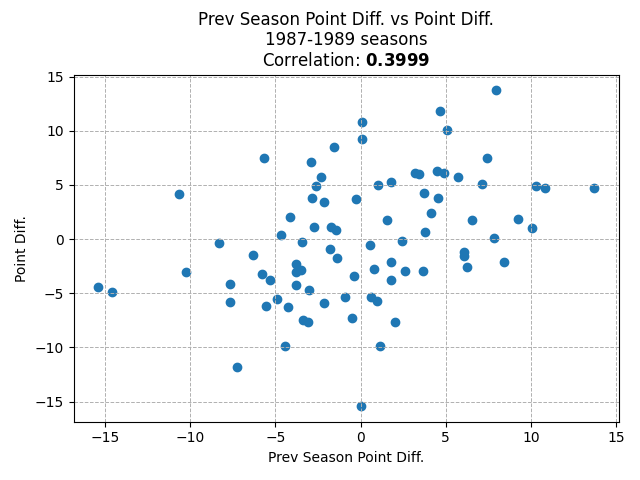 Prev Season Point Diff. vs Point Diff.
1987-1989 seasons
Correlation: 0.3999
15
10
5
0
−5
−10
−15
Point Diff.
−15
−10
−5
0
5
10
15
Prev Season Point Diff.